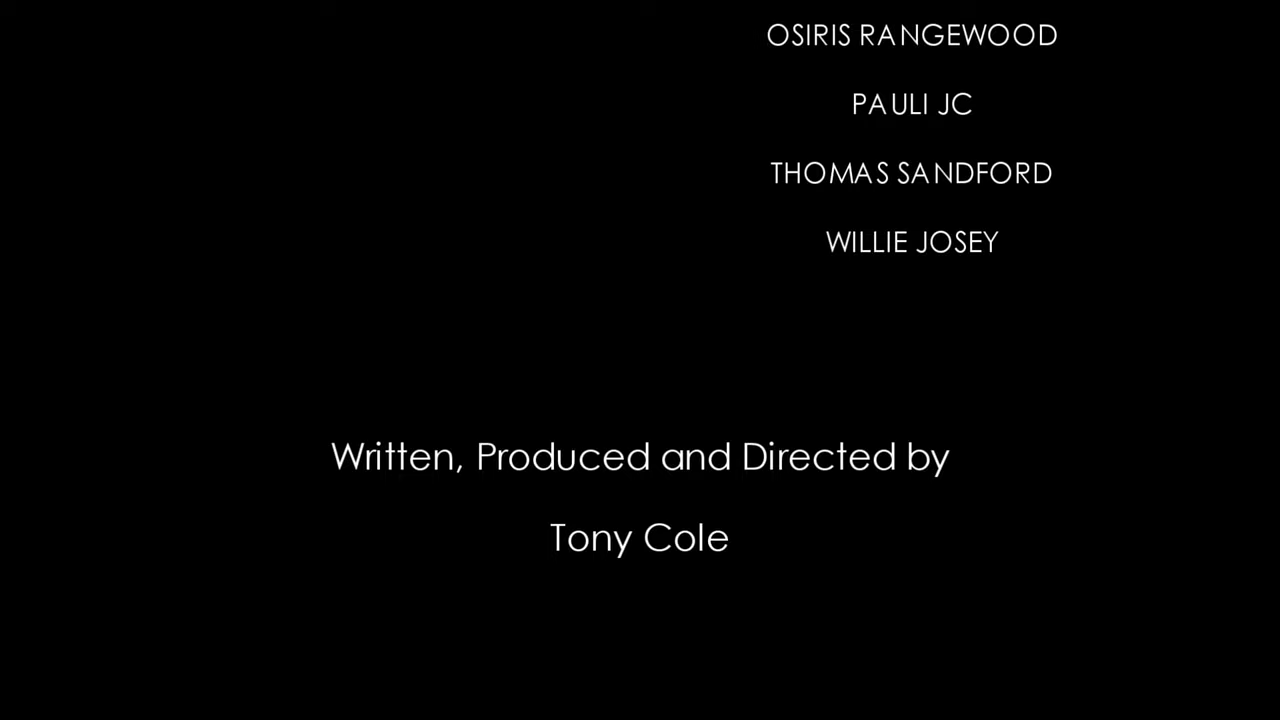 OSIRIS RANGEWOOD
PAULI JC
THOMAS SANDFORD
WILLIE JOSEY
Written, Produced and Directed by
Tony Cole